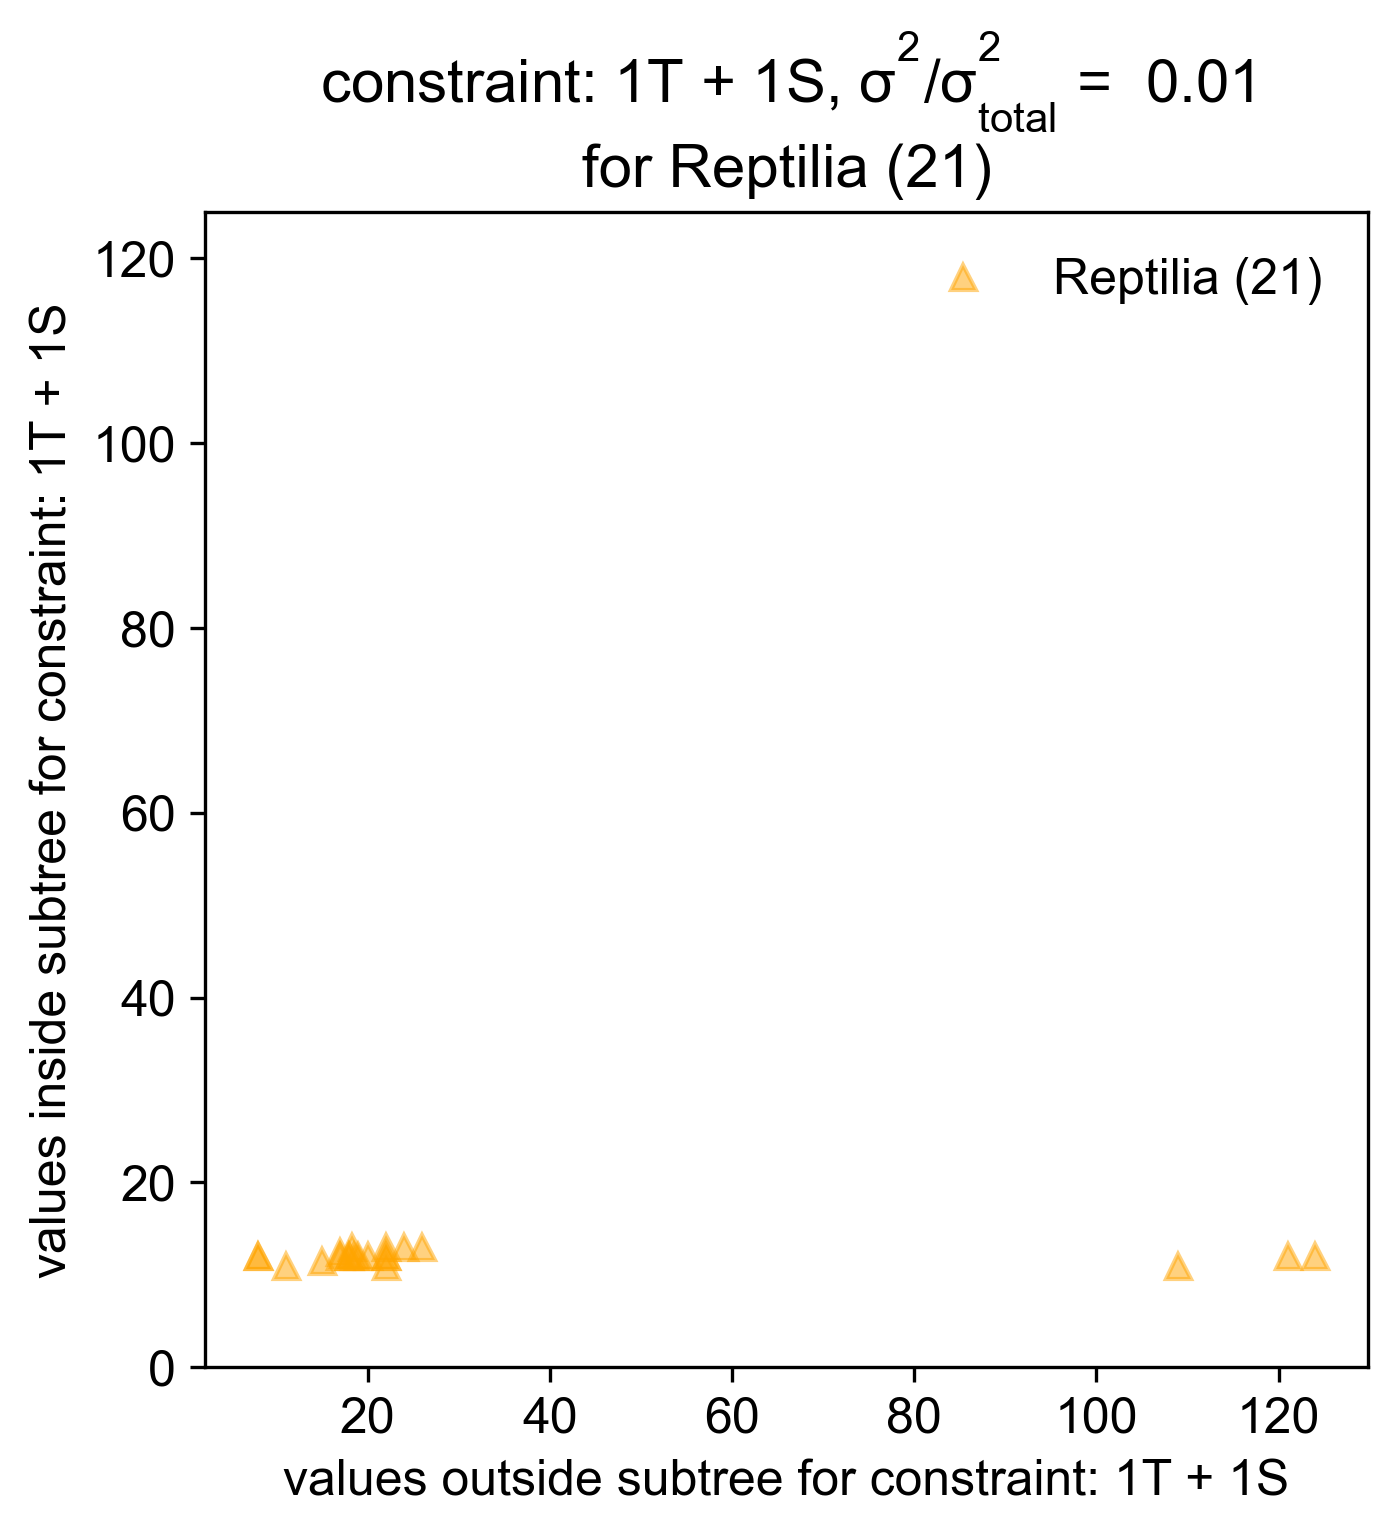 constraint: 1T + 1S, σ²/σ²total = 0.01
for Reptilia (21)
Reptilia (21)
values inside subtree for constraint: 1T + 1S
120
100
80
60
40
20
0
20 40 60 80 100 120
values outside subtree for constraint: 1T + 1S